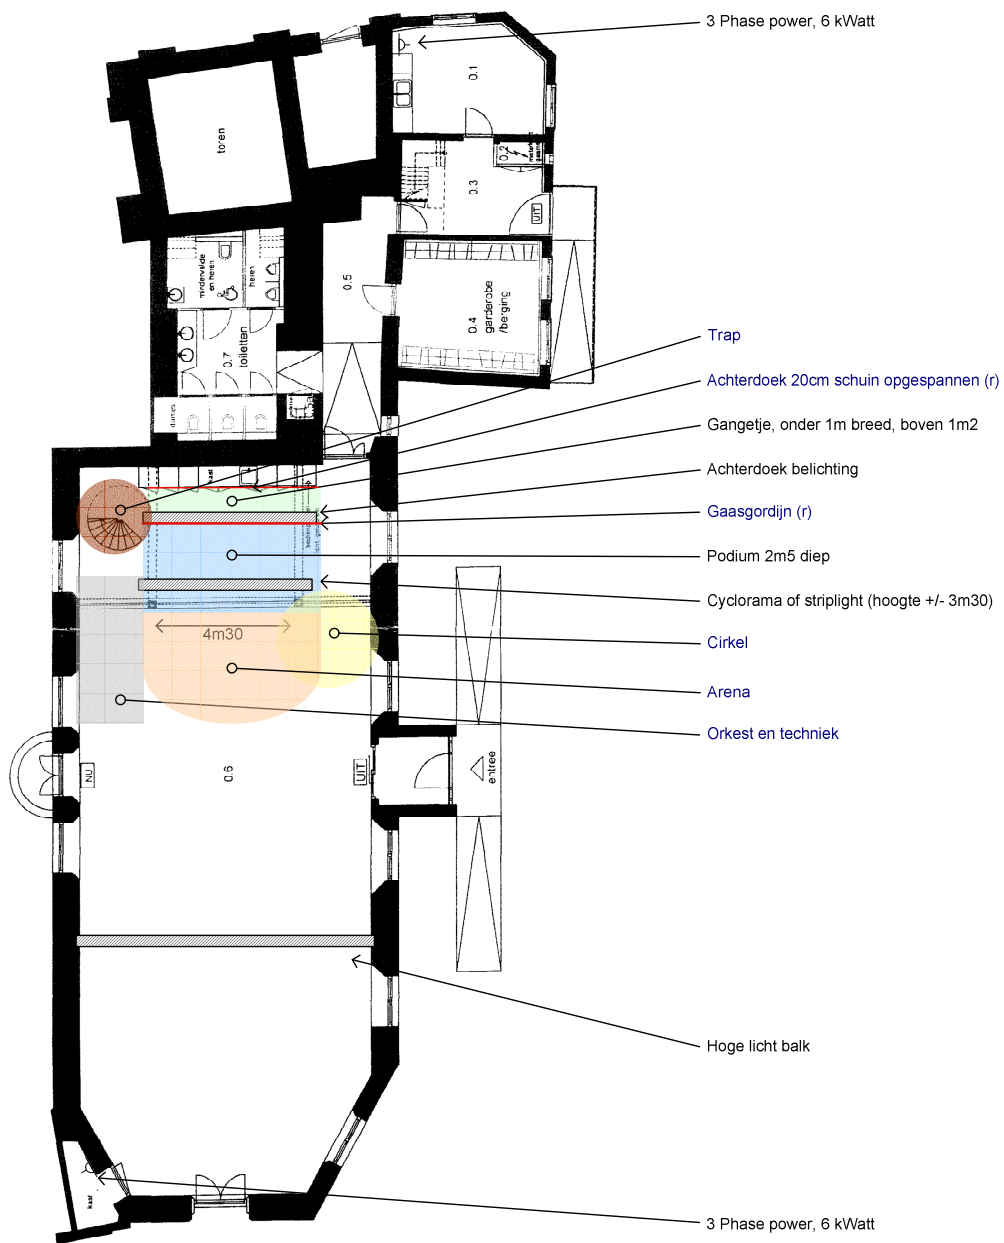 3 Phase power, 6 kWatt
0.1
toren
0.2
0.3
UIT
mindervalide
en heren
heren
0.5
0.4
garderobe
/berging
0.7
toiletten
dames
Trap
Achterdoek 20cm schuin opgespannen (r)
Gangetje, onder 1m breed, boven 1m2
kast
Achterdoek belichting
Gaasgordijn (r)
Podium 2m5 diep
Cyclorama of striplight (hoogte +/- 3m30)
4m30
Cirkel
Arena
Orkest en techniek
NU
0.6
UIT
entree
Hoge licht balk
kast
3 Phase power, 6 kWatt